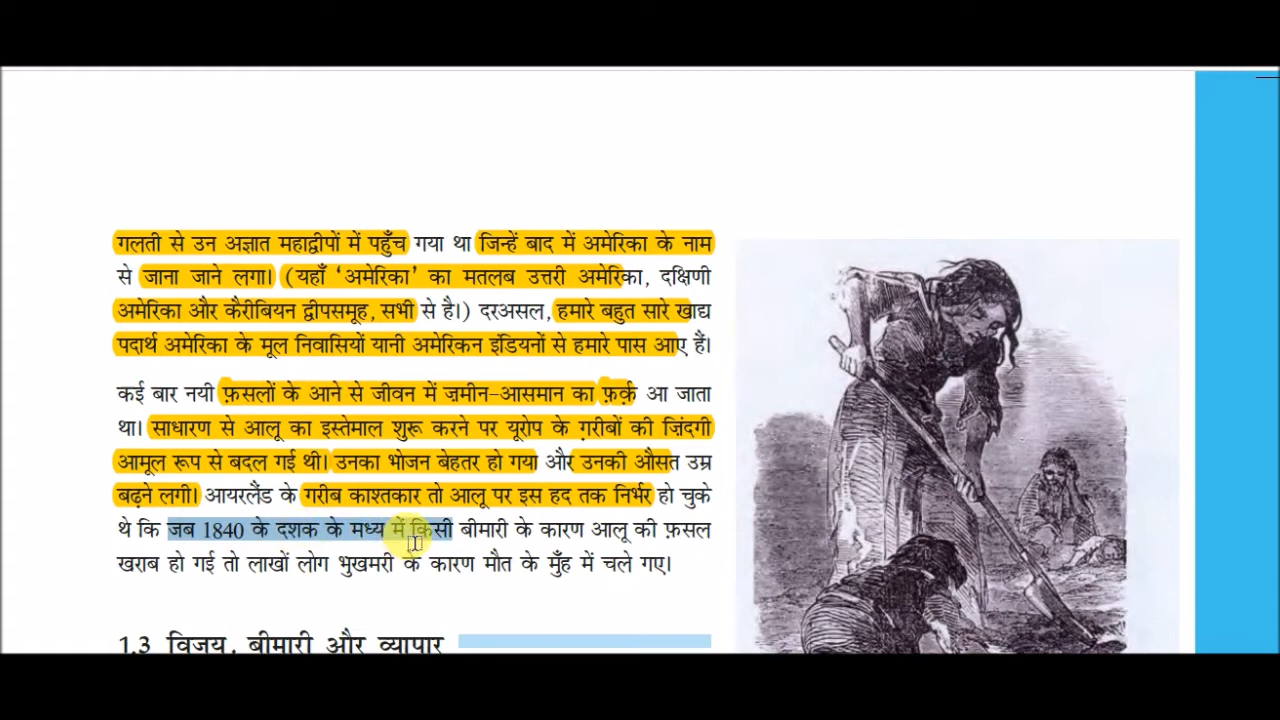 गलती से उन अज्ञात महाद्वीपों में पहुँच गया था जिन्हें बाद में अमेरिका के नाम
से जाना जाने लगा। (यहाँ ‘अमेरिका’ का मतलब उत्तरी अमेरिका, दक्षिणी
अमेरिका और कैरीबियन द्वीपसमूह, सभी से है।) दरअसल, हमारे बहुत सारे खाद्य
पदार्थ अमेरिका के मूल निवासियों यानी अमेरिकन इंडियनों से हमारे पास आए हैं।
कई बार नयी फ़सलों के आने से जीवन में ज़मीन-आसमान का फ़र्क़ आ जाता
था। साधारण से आलू का इस्तेमाल शुरू करने पर यूरोप के ग़रीबों की ज़िंदगी
आमूल रूप से बदल गई थी। उनका भोजन बेहतर हो गया और उनकी औसत उम्र
बढ़ने लगी। आयरलैंड के गरीब काश्तकार तो आलू पर इस हद तक निर्भर हो चुके
थे कि जब 1840 के दशक के मध्य में किसी बीमारी के कारण आलू की फ़सल
खराब हो गई तो लाखों लोग भुखमरी के कारण मौत के मुँह में चले गए।
1.3 विजय, बीमारी और व्यापार